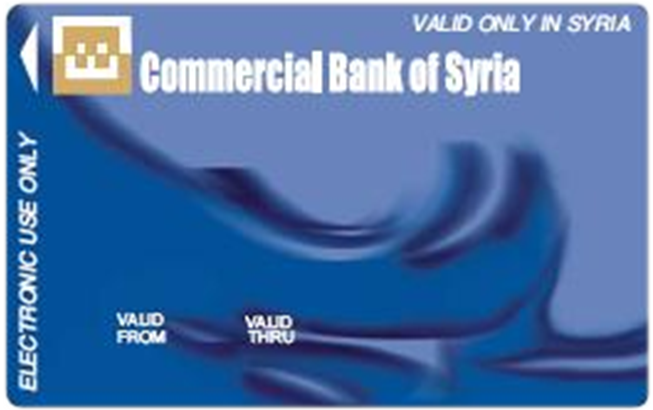 VALID ONLY IN SYRIA
Commercial Bank of Syria
ELECTRONIC USE ONLY
VALID
FROM
VALID
THRU